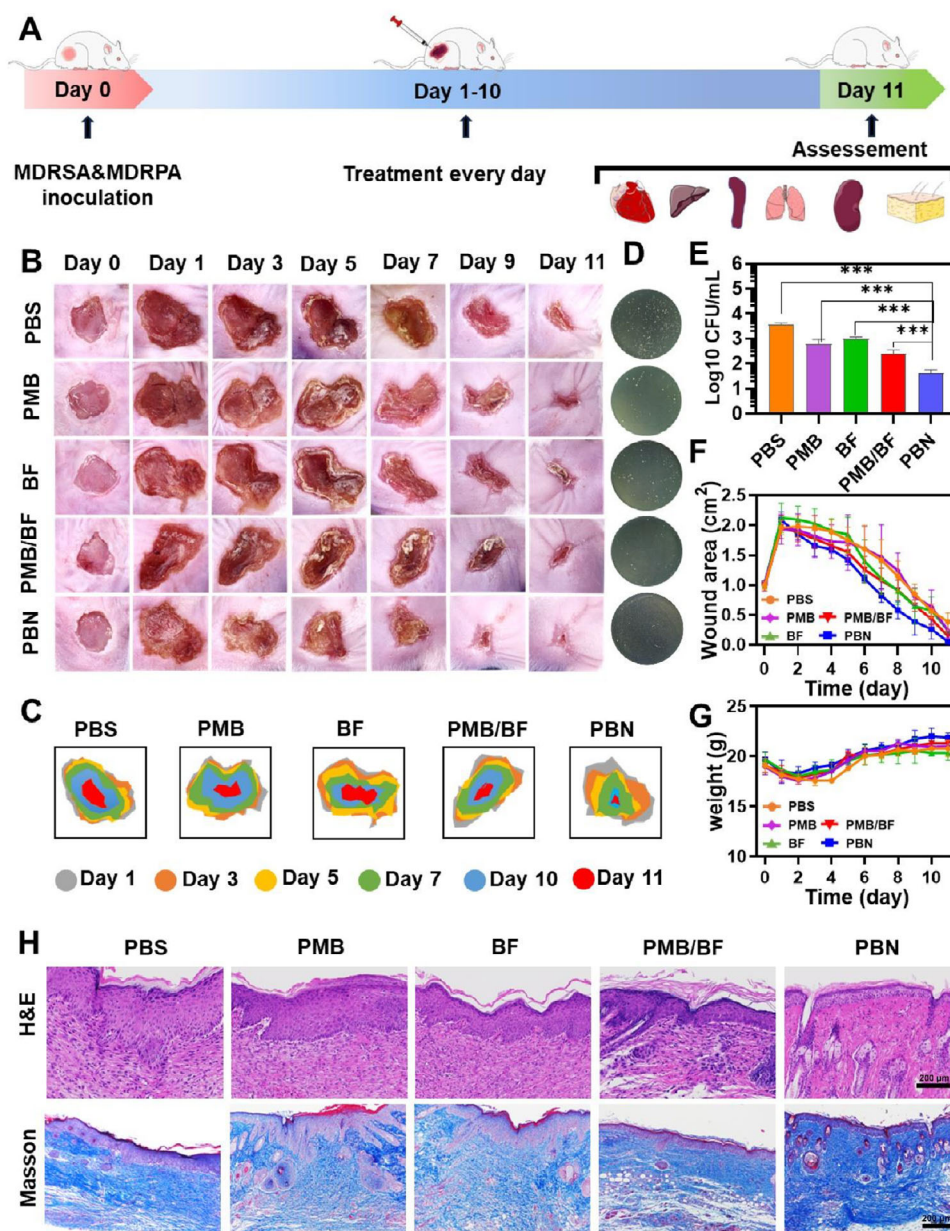 A
Day 0
Day 1-10
Day 11
MDRSA&MDRPA
inoculation
Treatment every day
Assessement
B
Day 0 Day 1 Day 3 Day 5 Day 7 Day 9 Day 11
PBS
PMB
BF
PMB/BF
PBN
D
E
Log10 CFU/mL
6
5
4
3
2
1
0
***
***
***
***
PBS
PMB
BF
PMB/BF
PBN
F
Wound area (cm²)
2.5
2.0
1.5
1.0
0.5
0.0
PBS
PMB PMB/BF
BF PBN
0 2 4 6 8 10
Time (day)
C
PBS PMB BF PMB/BF PBN
Day 1 Day 3 Day 5 Day 7 Day 10 Day 11
G
weight (g)
25
20
15
10
PBS
PMB PMB/BF
BF PBN
0 2 4 6 8 10
Time (day)
H
PBS PMB BF PMB/BF PBN
H&E
200 μm
Masson
200 μm